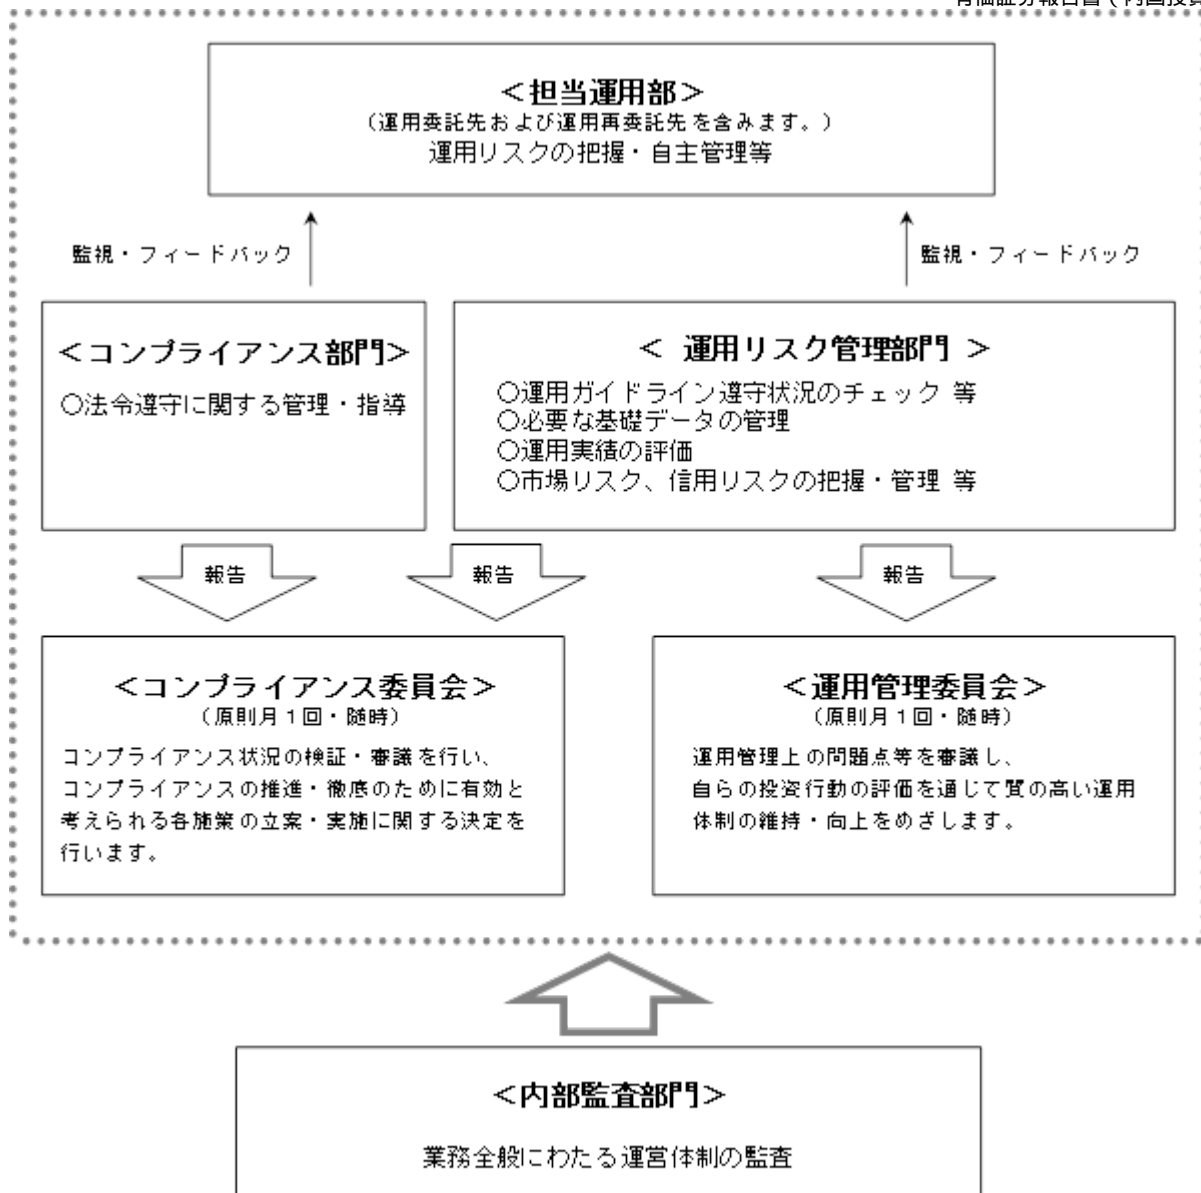 ＜担当運用部＞
（運用委託先および運用再委託先を含みます。）
運用リスクの把握・自主管理等
監視・フィードバック
監視・フィードバック
＜コンプライアンス部門＞
○法令遵守に関する管理・指導
＜ 運用リスク管理部門 ＞
○運用ガイドライン遵守状況のチェック 等
○必要な基礎データの管理
○運用実績の評価
○市場リスク、信用リスクの把握・管理 等
報告
報告
報告
＜コンプライアンス委員会＞
（原則月１回・随時）
コンプライアンス状況の検証・審議を行い、
コンプライアンスの推進・徹底のために有効と
考えられる各施策の立案・実施に関する決定を
行います。
＜運用管理委員会＞
（原則月１回・随時）
運用管理上の問題点等を審議し、
自らの投資行動の評価を通じて質の高い運用
体制の維持・向上をめざします。
＜内部監査部門＞
業務全般にわたる運営体制の監査